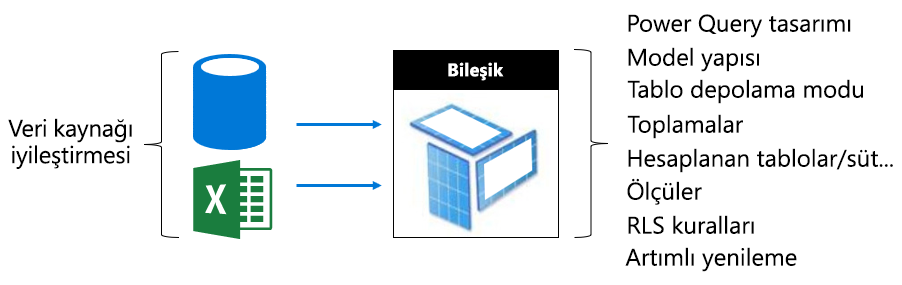 Veri kaynağı
iyileştirmesi
X
Bileşik
Power Query tasarımı
Model yapısı
Tablo depolama modu
Toplamalar
Hesaplanan tablolar/süt...
Ölçüler
RLS kuralları
Artımlı yenileme